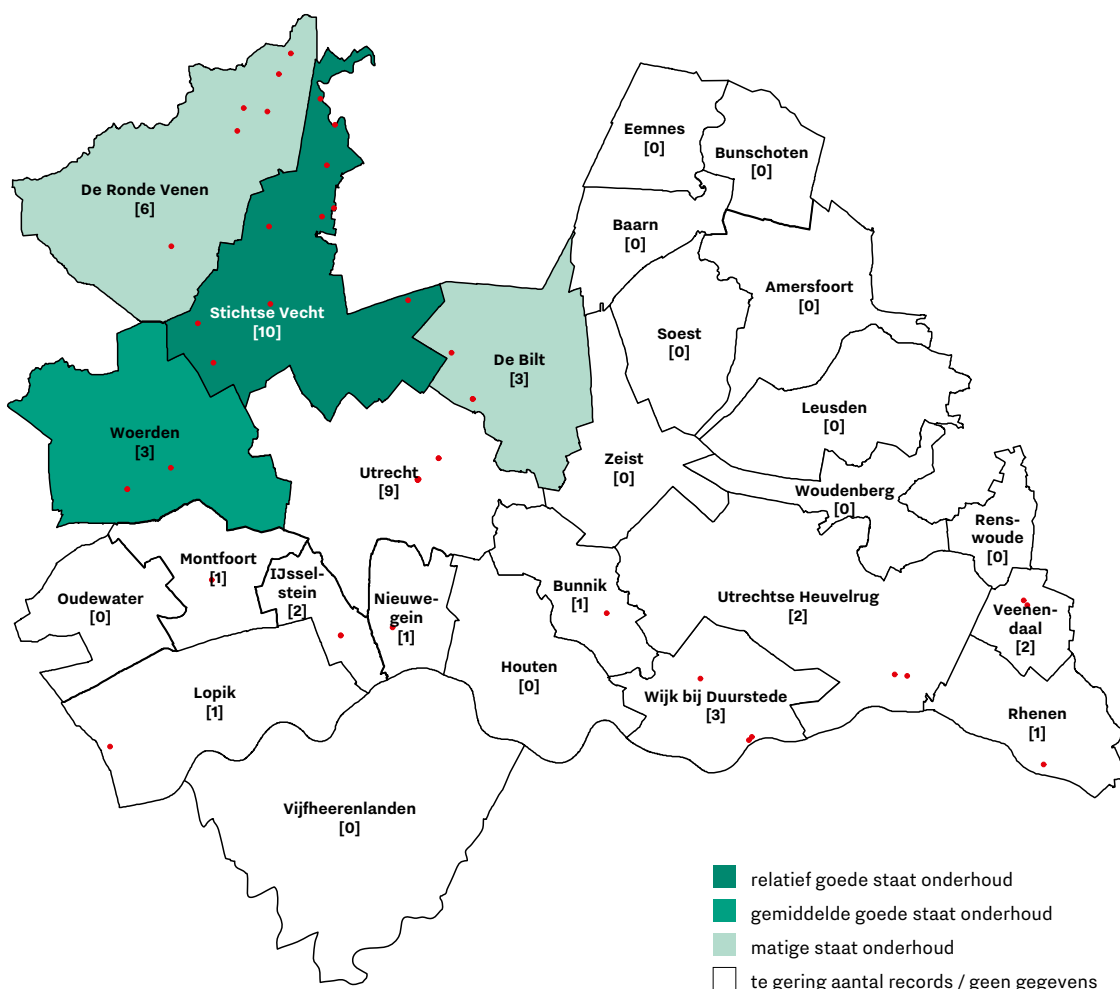 Eemnes
[0]
Bunschoten
[0]
De Ronde Venen
[6]
Baarn
[0]
Amersfoort
[0]
Stichtse Vecht
[10]
Soest
[0]
De Bilt
[3]
Leusden
[0]
Woerden
[3]
Zeist
[0]
Utrecht
[9]
Woudenberg
[0]
Rens-
woude
[0]
Montfoort
[1]
IJssel-
stein
[2]
Oudewater
[0]
Nieuwe-
gein
[1]
Bunnik
[1]
Utrechtse Heuvelrug
[2]
Veenen-
daal
[2]
Houten
[0]
Lopik
[1]
Wijk bij Duurstede
[3]
Rhenen
[1]
Vijfheerenlanden
[0]
relatief goede staat onderhoud
gemiddelde goede staat onderhoud
matige staat onderhoud
te gering aantal records / geen gegevens